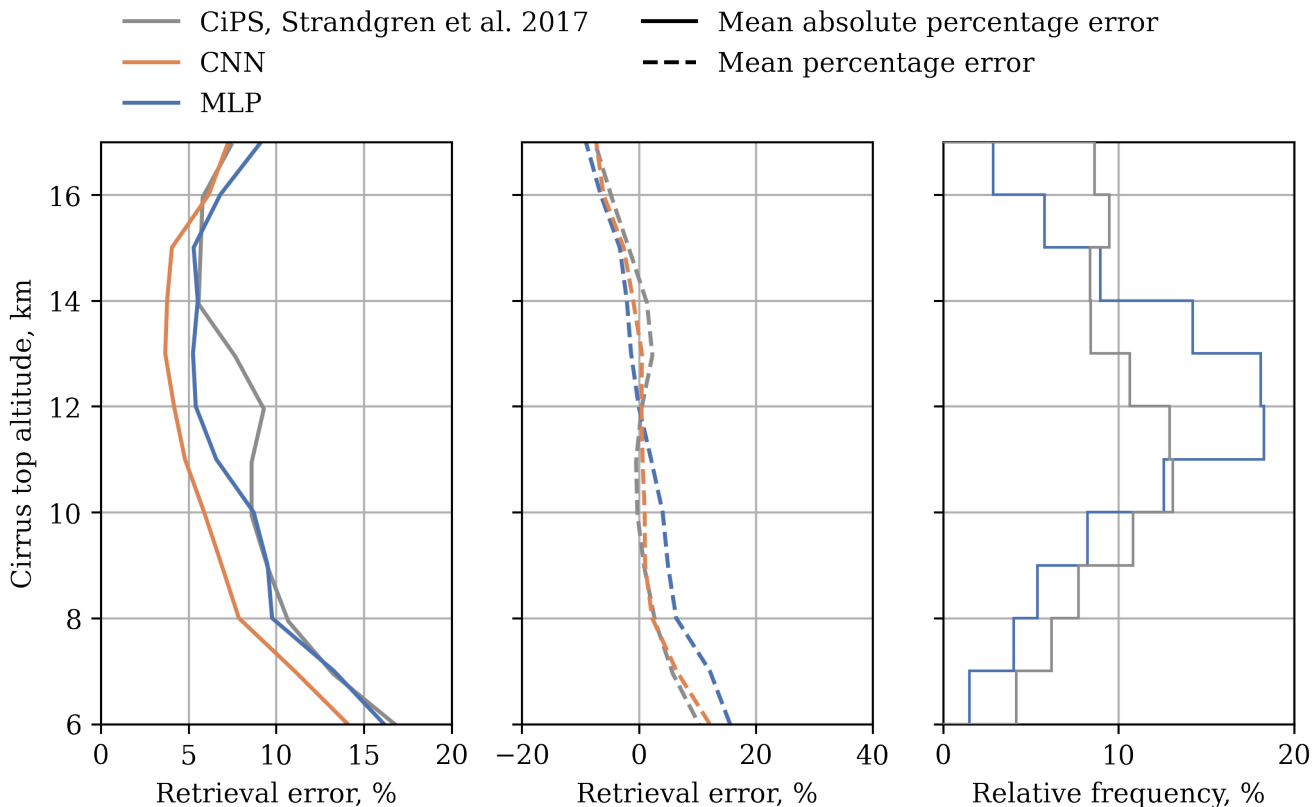 CiPS, Strandgren et al. 2017
CNN
MLP
Mean absolute percentage error
Mean percentage error
Cirrus top altitude, km
16
14
12
10
8
6
0 5 10 15 20
Retrieval error, %
−20 0 20 40
Retrieval error, %
0 10 20
Relative frequency, %